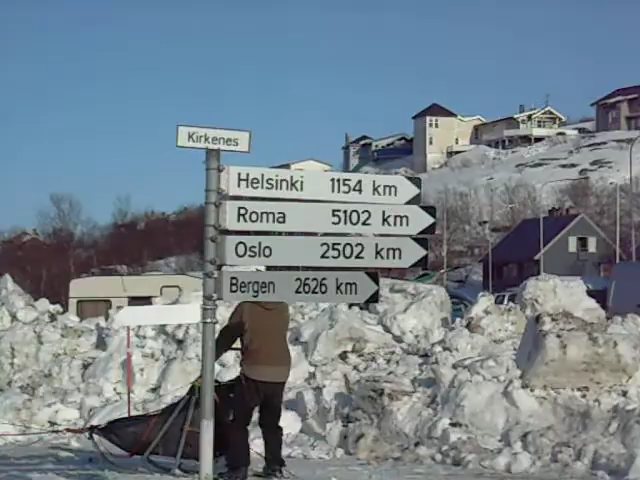 Kirkenes
Helsinki 1154 km
Roma 5102 km
Oslo 2502 km
Bergen 2626 km